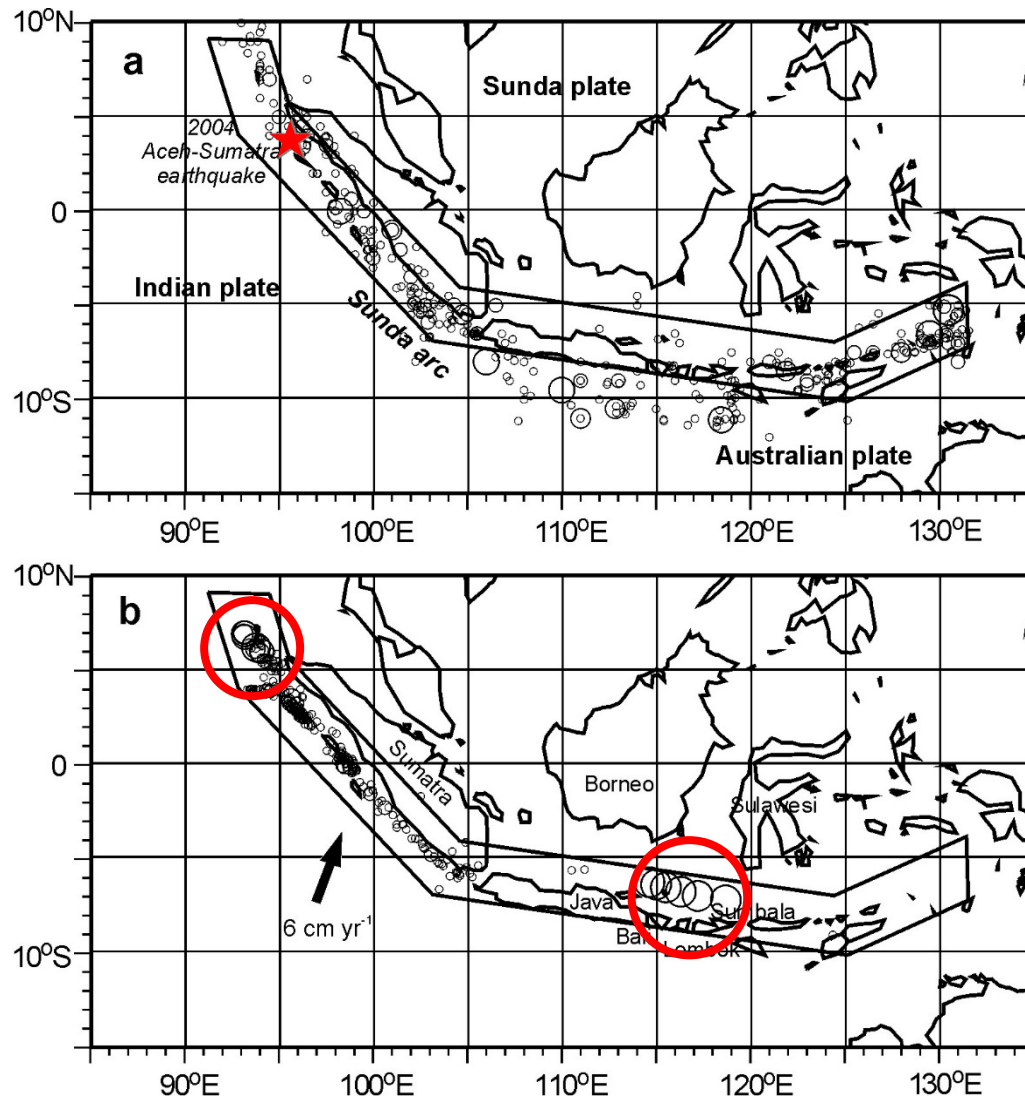 10°N
a
Sunda plate
2004
Aceh-Sumatra
earthquake
0
Indian plate
Sunda arc
10°S
Australian plate
90°E 100°E 110°E 120°E 130°E
10°N
b
0
Sumatra
Borneo
Sulawesi
Java
6 cm yr⁻¹
Lombok
10°S
90°E 100°E 110°E 120°E 130°E